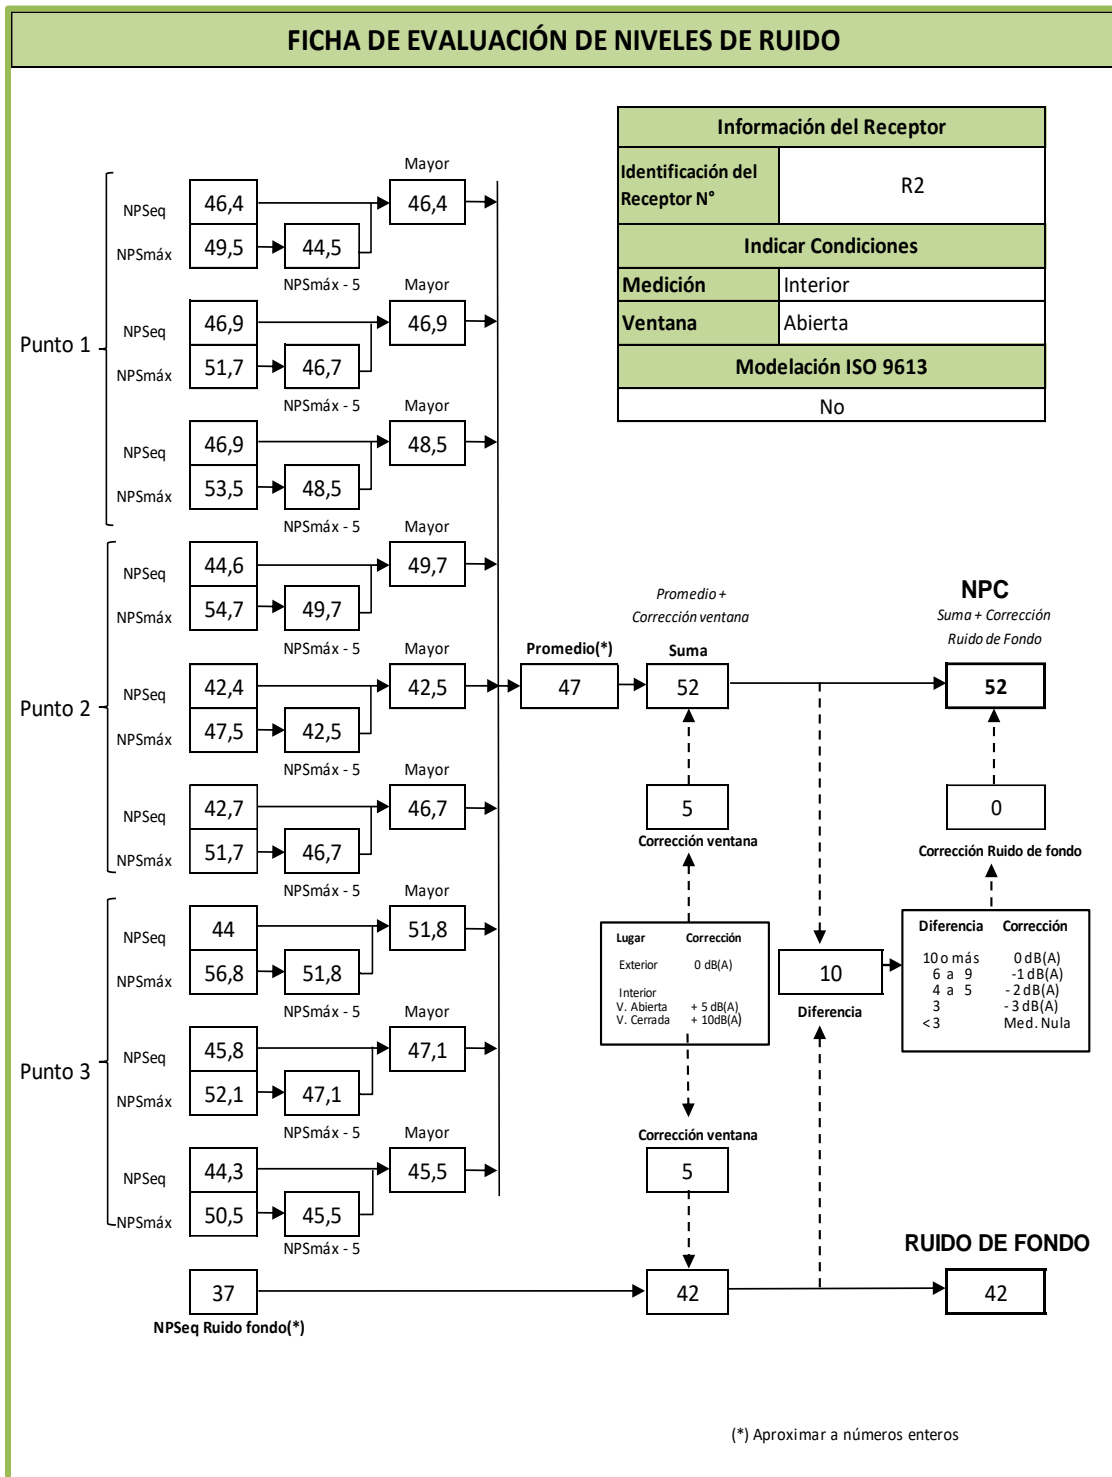 FICHA DE EVALUACIÓN DE NIVELES DE RUIDO
Información del Receptor
Identificación del
Receptor N°
R2
Indicar Condiciones
Medición Interior
Ventana Abierta
Modelación ISO 9613
No
Punto 1
Mayor
NPSeq 46,4 46,4
NPSmáx 49,5 44,5
NPSmáx - 5
Mayor
NPSeq 46,9 46,9
NPSmáx 51,7 46,7
NPSmáx - 5
Mayor
NPSeq 46,9 48,5
NPSmáx 53,5 48,5
NPSmáx - 5
Punto 2
Mayor
NPSeq 44,6 49,7
NPSmáx 54,7 49,7
NPSmáx - 5
Mayor
NPSeq 42,4 42,5
NPSmáx 47,5 42,5
NPSmáx - 5
Mayor
NPSeq 42,7 46,7
NPSmáx 51,7 46,7
NPSmáx - 5
Punto 3
Mayor
NPSeq 44 51,8
NPSmáx 56,8 51,8
NPSmáx - 5
NPSeq 45,8 47,1
NPSmáx 52,1 47,1
NPSmáx - 5
Mayor
NPSeq 44,3 45,5
NPSmáx 50,5 45,5
NPSmáx - 5
37
NPSeq Ruido fondo(*)
Promedio(*)
47
Promedio +
Corrección ventana
Suma
52
5
Corrección ventana
Lugar Corrección
Exterior 0 dB(A)
Interior
V. Abierta + 5 dB(A)
V. Cerrada + 10dB(A)
Corrección ventana
5
42
10
Diferencia
NPC
Suma + Corrección
Ruido de Fondo
52
0
Corrección Ruido de fondo
Diferencia Corrección
10 o más 0 dB(A)
6 a 9 -1 dB(A)
4 a 5 - 2 dB(A)
3 - 3 dB(A)
< 3 Med. Nula
RUIDO DE FONDO
42
(*) Aproximar a números enteros